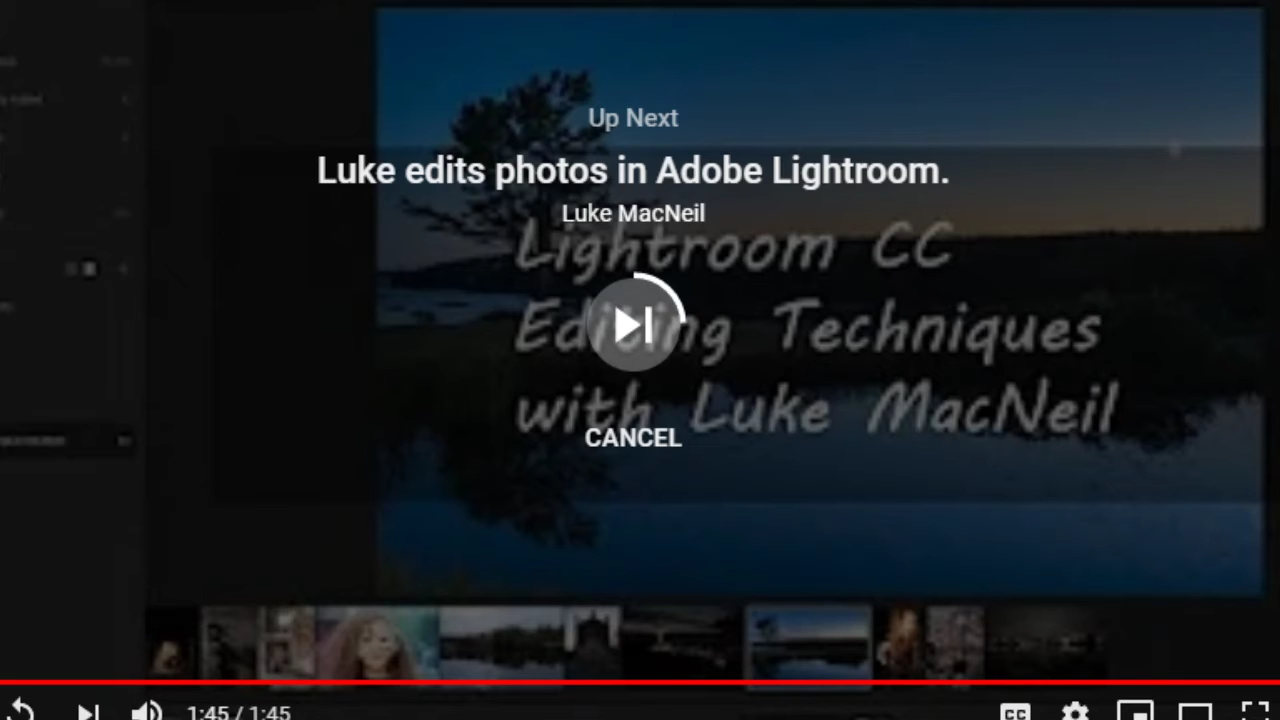 Up Next
Luke edits photos in Adobe Lightroom.
Luke MacNeil
Lightroom CC
Editing Techniques
with Luke MacNeil
CANCEL
1:45 / 1:45
CC